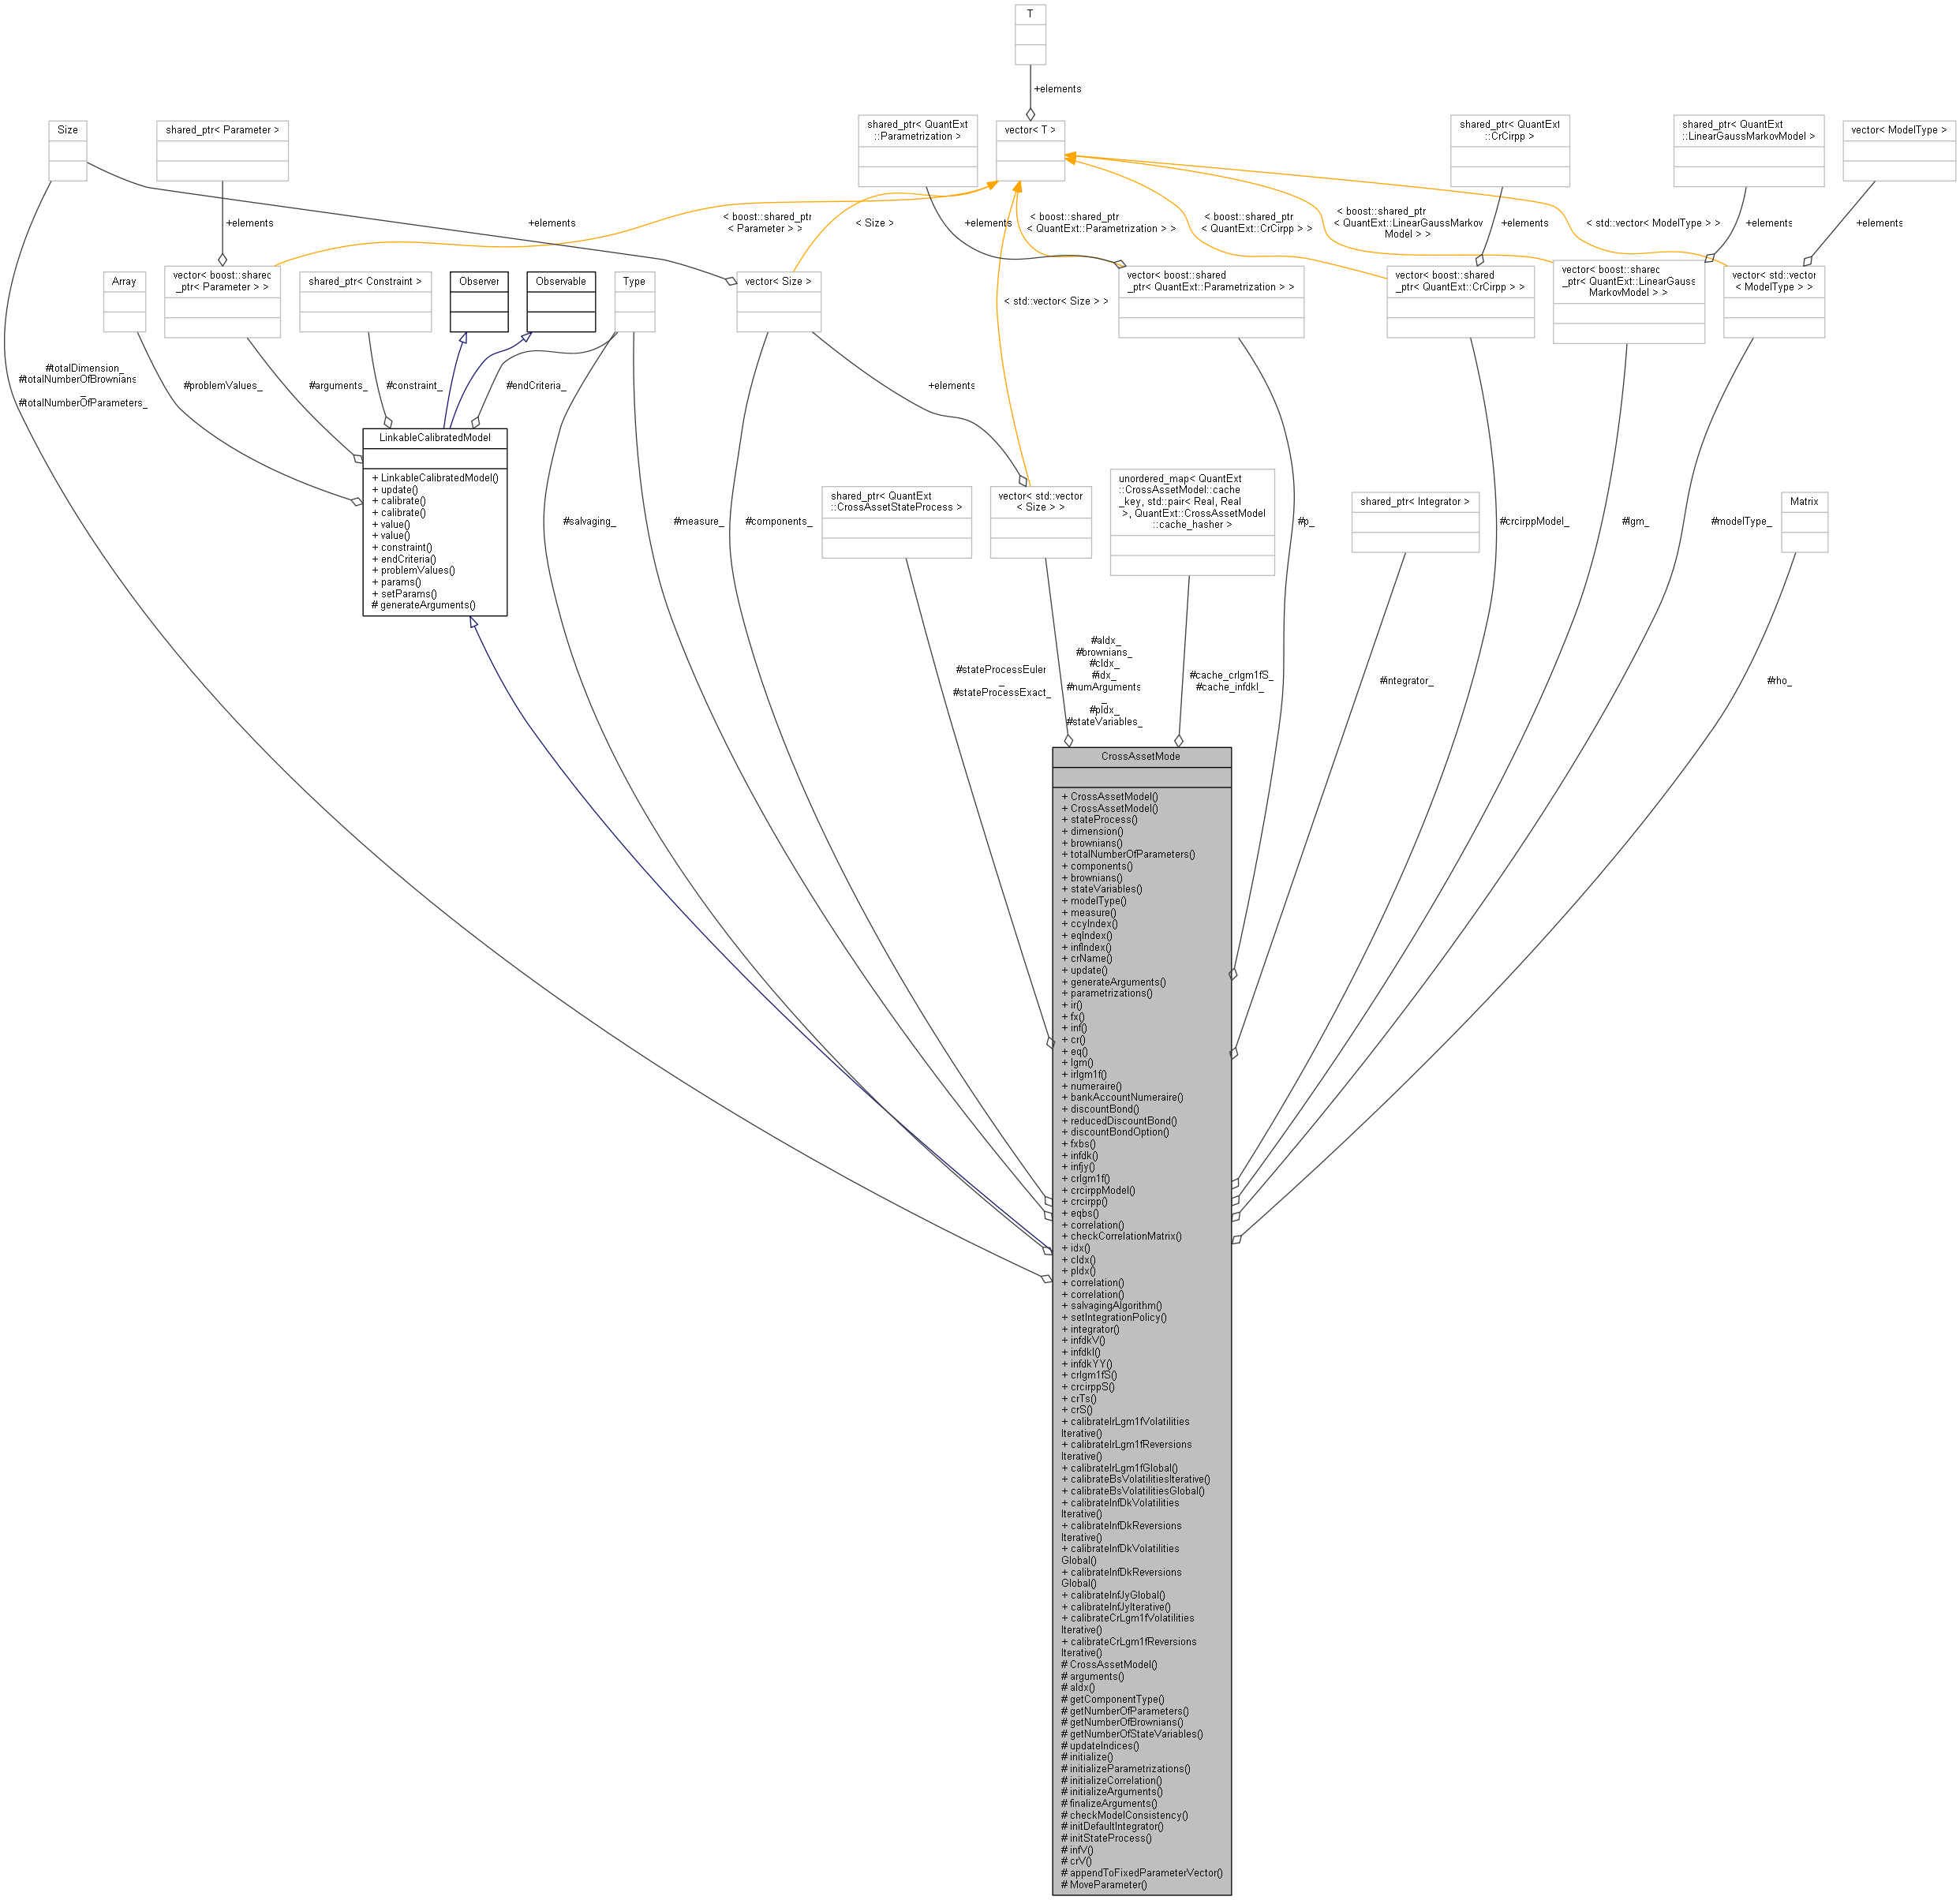 T
+elements
Size
shared_ptr< Parameter >
shared_ptr< QuantExt
::Parametrization >
vector< T >
shared_ptr< QuantExt
::CrCirpp >
shared_ptr< QuantExt
::LinearGaussMarkovModel >
vector< ModelType >
+elements
+elements
+elements
+elements
+elements
+elements
< boost::shared_ptr
< Parameter > >
< Size >
< boost::shared_ptr
< QuantExt::Parametrization > >
< boost::shared_ptr
< QuantExt::CrCirpp > >
< boost::shared_ptr
< QuantExt::LinearGaussMarkov
Model > >
< std::vector< ModelType > >
Array
vector< boost::shared
_ptr< Parameter > >
shared_ptr< Constraint >
Observer
Observable
Type
vector< Size >
< std::vector< Size > >
vector< boost::shared
_ptr< QuantExt::Parametrization > >
vector< boost::shared
_ptr< QuantExt::CrCirpp > >
vector< boost::shared
_ptr< QuantExt::LinearGauss
MarkovModel > >
vector< std::vector
< ModelType > >
#totalDimension_
#totalNumberOfBrownians
_
#totalNumberOfParameters_
#problemValues_
#arguments_
#constraint_
#endCriteria_
+elements
LinkableCalibratedModel
+ LinkableCalibratedModel()
+ update()
+ calibrate()
+ calibrate()
+ value()
+ value()
+ constraint()
+ endCriteria()
+ problemValues()
+ params()
+ setParams()
# generateArguments()
#salvaging_
#measure_
#components_
shared_ptr< QuantExt
::CrossAssetStateProcess >
vector< std::vector
< Size > >
unordered_map< QuantExt
::CrossAssetModel::cache
_key, std::pair< Real, Real
>, QuantExt::CrossAssetModel
::cache_hasher >
#p_
shared_ptr< Integrator >
#crcirppModel_
#lgm_
#modelType_
Matrix
#stateProcessEuler
_
#stateProcessExact_
#aIdx_
#brownians_
#cIdx_
#idx_
#numArguments
_
#pIdx_
#stateVariables_
#cache_crlgm1fS_
#cache_infdkI_
#integrator_
#rho_
CrossAssetMode
+ CrossAssetModel()
+ CrossAssetModel()
+ stateProcess()
+ dimension()
+ brownians()
+ totalNumberOfParameters()
+ components()
+ brownians()
+ stateVariables()
+ modelType()
+ measure()
+ ccyIndex()
+ eqIndex()
+ infIndex()
+ crName()
+ update()
+ generateArguments()
+ parametrizations()
+ ir()
+ fx()
+ inf()
+ cr()
+ eq()
+ lgm()
+ irlgm1f()
+ numeraire()
+ bankAccountNumeraire()
+ discountBond()
+ reducedDiscountBond()
+ discountBondOption()
+ fxbs()
+ infdk()
+ infjy()
+ crlgm1f()
+ crcirppModel()
+ crcirpp()
+ eqbs()
+ correlation()
+ checkCorrelationMatrix()
+ idx()
+ cIdx()
+ pIdx()
+ correlation()
+ correlation()
+ salvagingAlgorithm()
+ setIntegrationPolicy()
+ integrator()
+ infdkV()
+ infdkI()
+ infdkYY()
+ crlgm1fS()
+ crcirppS()
+ crTs()
+ crS()
+ calibrateIrLgm1fVolatilities
Iterative()
+ calibrateIrLgm1fReversions
Iterative()
+ calibrateIrLgm1fGlobal()
+ calibrateBsVolatilitiesIterative()
+ calibrateBsVolatilitiesGlobal()
+ calibrateInfDkVolatilities
Iterative()
+ calibrateInfDkReversions
Iterative()
+ calibrateInfDkVolatilities
Global()
+ calibrateInfDkReversions
Global()
+ calibrateInfJyGlobal()
+ calibrateInfJyIterative()
+ calibrateCrLgm1fVolatilities
Iterative()
+ calibrateCrLgm1fReversions
Iterative()
# CrossAssetModel()
# arguments()
# aIdx()
# getComponentType()
# getNumberOfParameters()
# getNumberOfBrownians()
# getNumberOfStateVariables()
# updateIndices()
# initialize()
# initializeParametrizations()
# initializeCorrelation()
# initializeArguments()
# finalizeArguments()
# checkModelConsistency()
# initDefaultIntegrator()
# initStateProcess()
# infV()
# crV()
# appendToFixedParameterVector()
# MoveParameter()